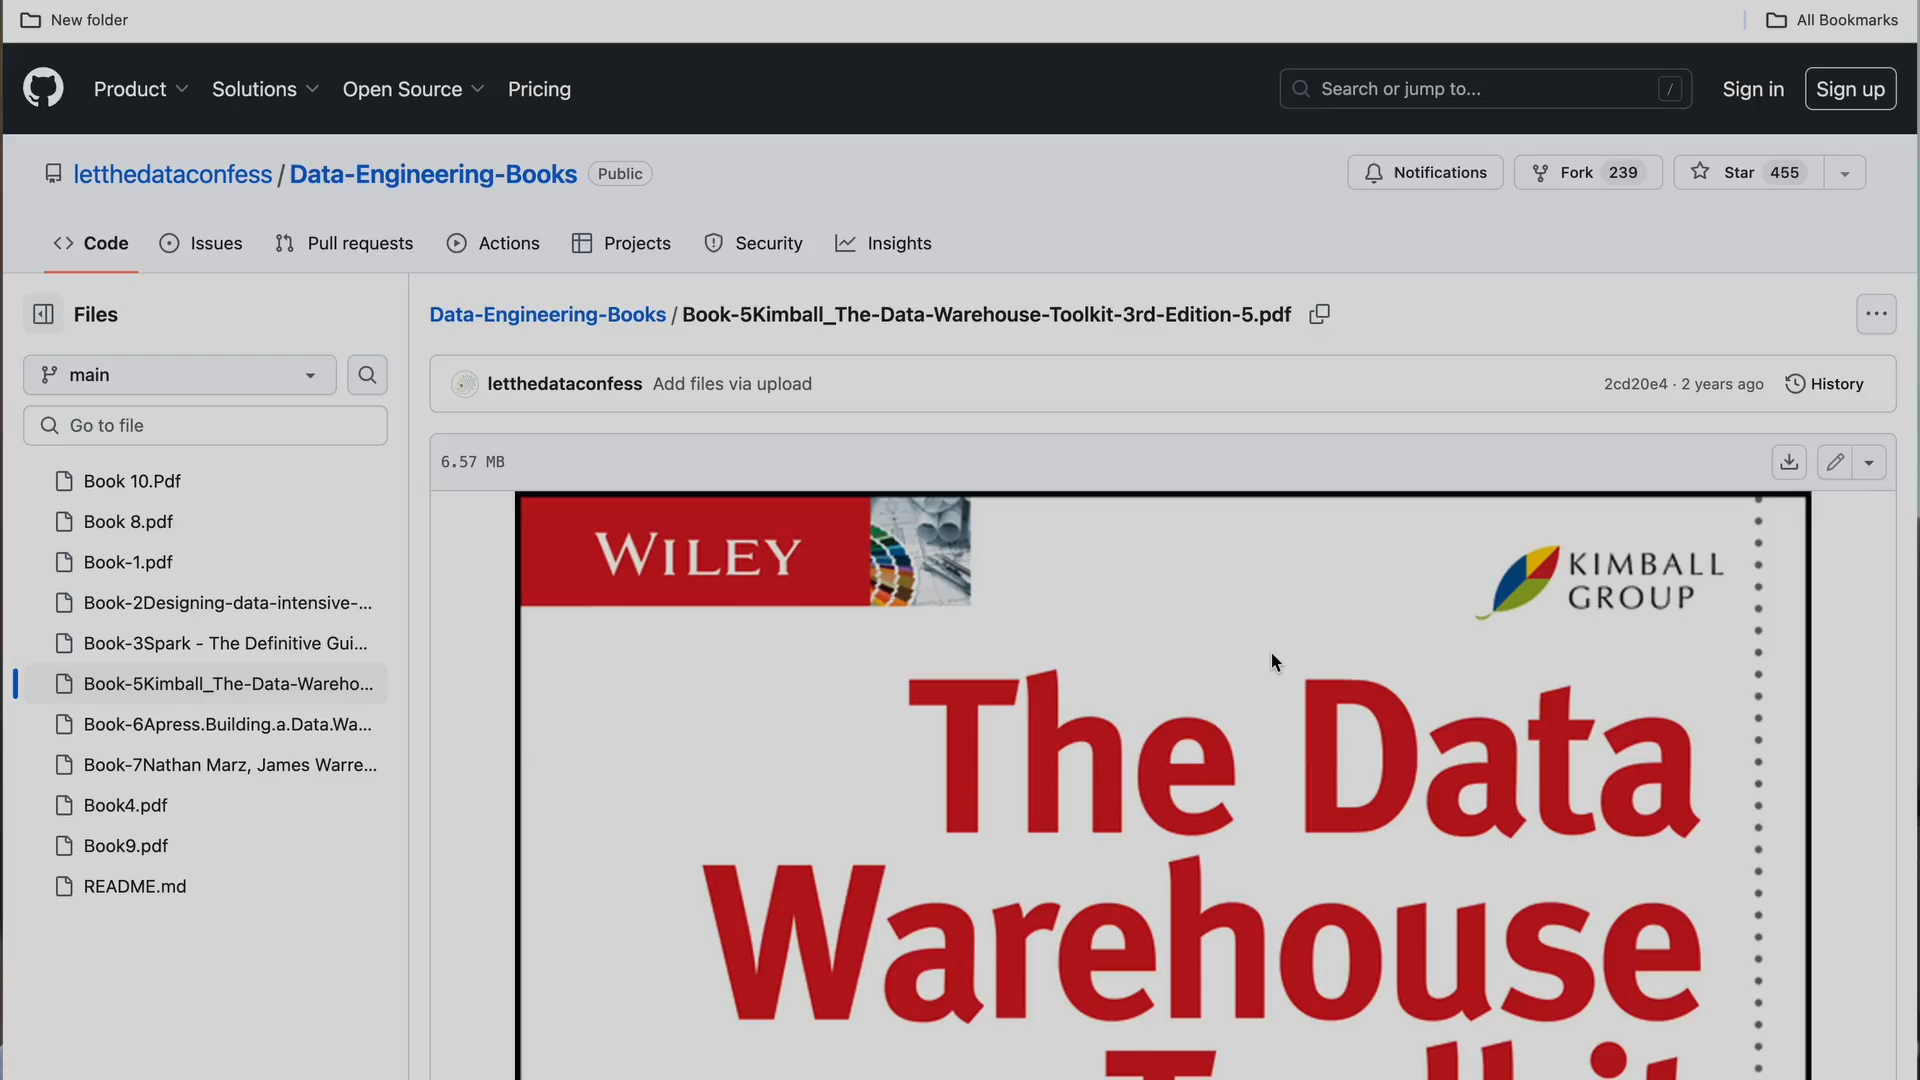 New folder
All Bookmarks
Product
Solutions
Open Source
Pricing
Search or jump to...
/
Sign in
Sign up
letthedataconfess / Data-Engineering-Books
Public
Notifications
Fork 239
Star 455
Code
Issues
Pull requests
Actions
Projects
Security
Insights
Files
main
Go to file
Book 10.Pdf
Book 8.pdf
Book-1.pdf
Book-2Designing-data-intensive-...
Book-3Spark - The Definitive Gui...
Book-5Kimball_The-Data-Wareho...
Book-6Apress.Building.a.Data.Wa...
Book-7Nathan Marz, James Warre...
Book4.pdf
Book9.pdf
README.md
Data-Engineering-Books / Book-5Kimball_The-Data-Warehouse-Toolkit-3rd-Edition-5.pdf
letthedataconfess Add files via upload
2cd20e4 · 2 years ago
History
6.57 MB
WILEY
KIMBALL
GROUP
The Data
Warehouse
Toolkit